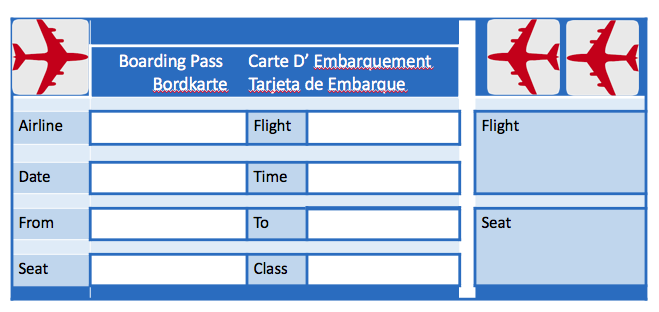 Boarding Pass Carte D' Embarquement
Bordkarte Tarjeta de Embarque
Airline Flight Flight
Date Time
From To Seat
Seat Class